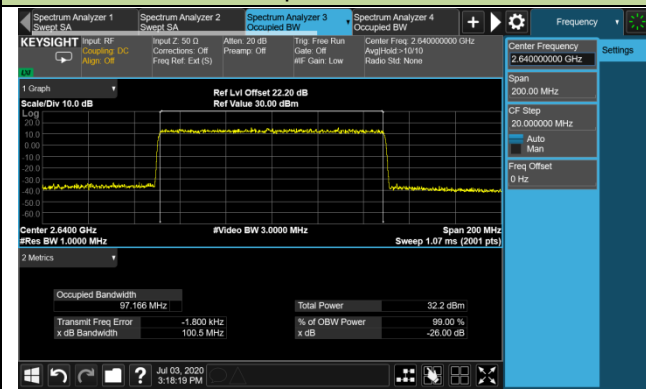 Spectrum Analyzer 1
Swept SA
Spectrum Analyzer 2
Swept SA
Spectrum Analyzer 3
Occupied BW
Spectrum Analyzer 4
Occupied BW
Frequency
KEYSIGHT
Input: RF
Coupling: DC
Align: Off
Input Z: 50 Ω
Corrections: Off
Freq Ref: Ext (S)
Atten: 20 dB
Preamp: Off
Trig: Free Run
Gate: Off
#IF Gain: Low
Center Freq: 2.640000000 GHz
Avg|Hold:>10/10
Radio Std: None
Center Frequency
2.640000000 GHz
Settings
Span
200.00 MHz
CF Step
20.000000 MHz
Auto
Man
Freq Offset
0 Hz
1 Graph
Scale/Div 10.0 dB
Ref Lvl Offset 22.20 dB
Ref Value 30.00 dBm
Log
20.0
10.0
0.00
-10.0
-20.0
-30.0
-40.0
-50.0
-60.0
Center 2.6400 GHz
#Video BW 3.0000 MHz
Span 200 MHz
#Res BW 1.0000 MHz
Sweep 1.07 ms (2001 pts)
2 Metrics
Occupied Bandwidth
97.166 MHz
Total Power 32.2 dBm
Transmit Freq Error -1.800 kHz
% of OBW Power 99.00 %
x dB Bandwidth 100.5 MHz
x dB -26.00 dB
?
Jul 03, 2020
3:18:19 PM